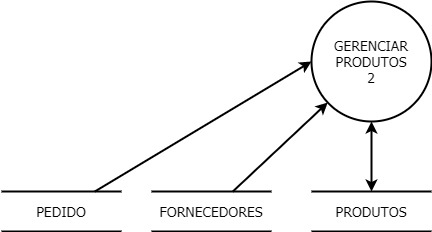 GERENCIAR
PRODUTOS
2
PEDIDO
FORNECEDORES
PRODUTOS